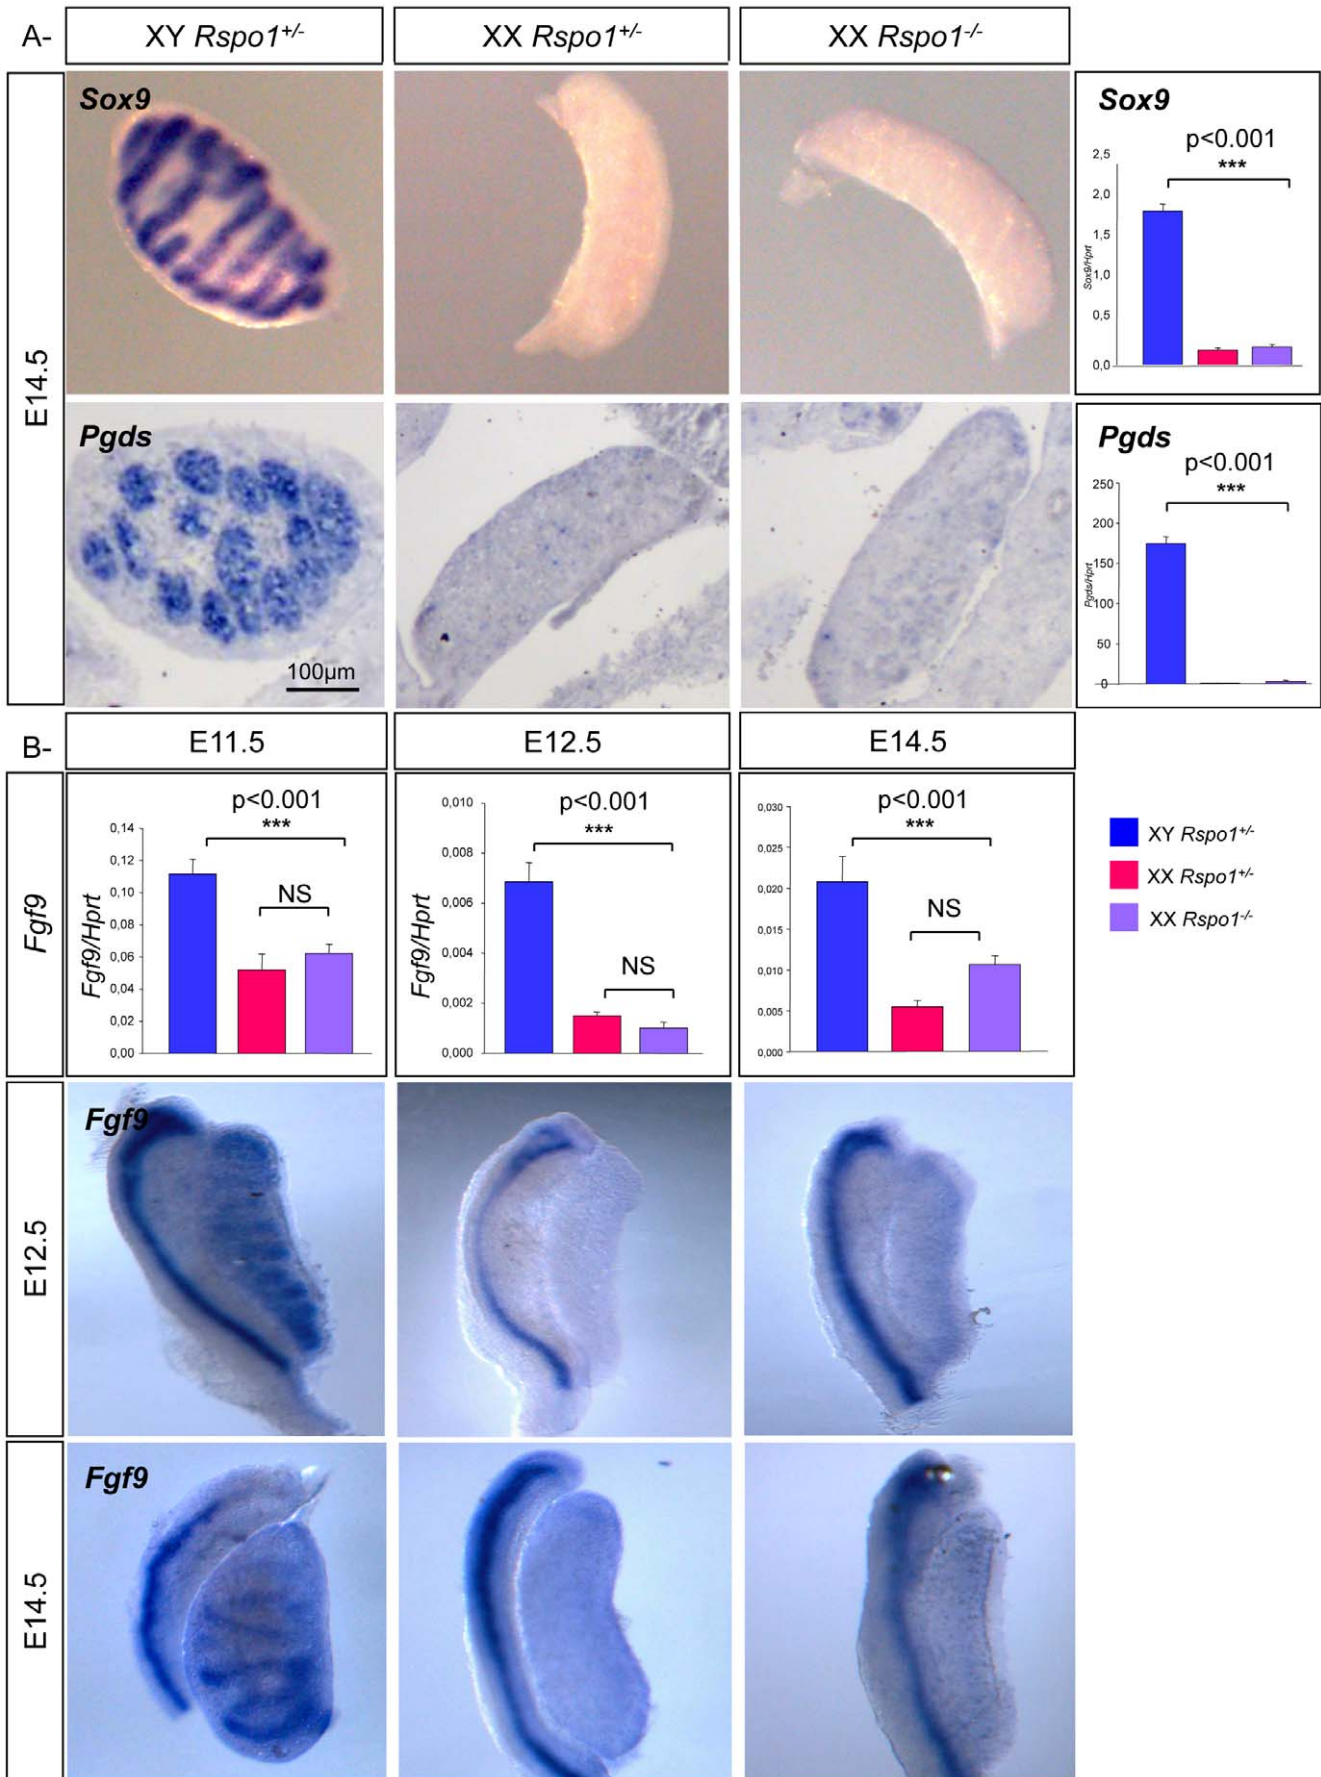 A-
XY Rspo1+/-
XX Rspo1+/-
XX Rspo1-/-
E14.5
Sox9
Sox9
p<0.001
***
2,5
2,0
1,5
1,0
0,5
0,0
Sox9/Hprt
Pgds
100µm
Pgds
p<0.001
***
250
200
150
100
50
0
Pgds/Hprt
B-
E11.5
E12.5
E14.5
Fgf9
p<0.001
***
NS
0,14
0,12
0,10
0,08
0,06
0,04
0,02
0,00
Fgf9/Hprt
p<0.001
***
NS
0,010
0,008
0,006
0,004
0,002
0,000
Fgf9/Hprt
p<0.001
***
NS
0,030
0,025
0,020
0,015
0,010
0,005
0,000
XY Rspo1+/-
XX Rspo1+/-
XX Rspo1-/-
E12.5
Fgf9
E14.5
Fgf9